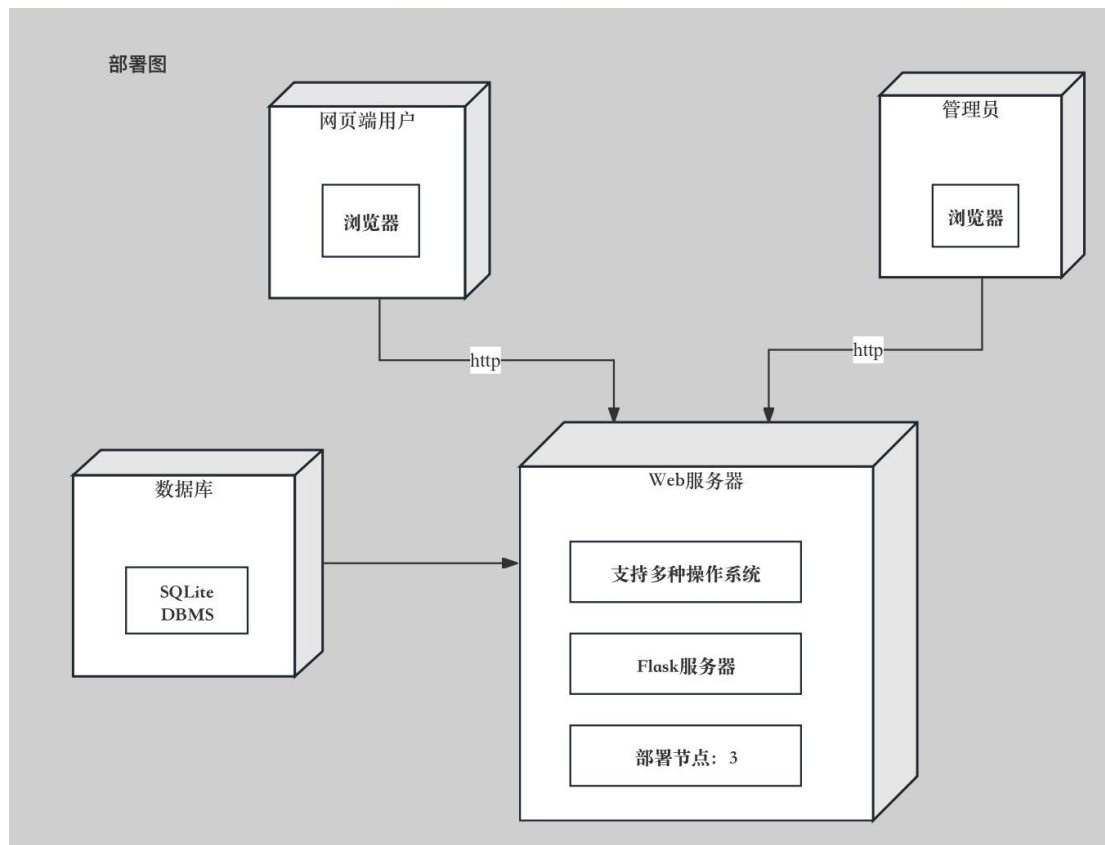 部署图
网页端用户
浏览器
管理员
浏览器
http
http
数据库
SQLite
DBMS
Web服务器
支持多种操作系统
Flask服务器
部署节点：3